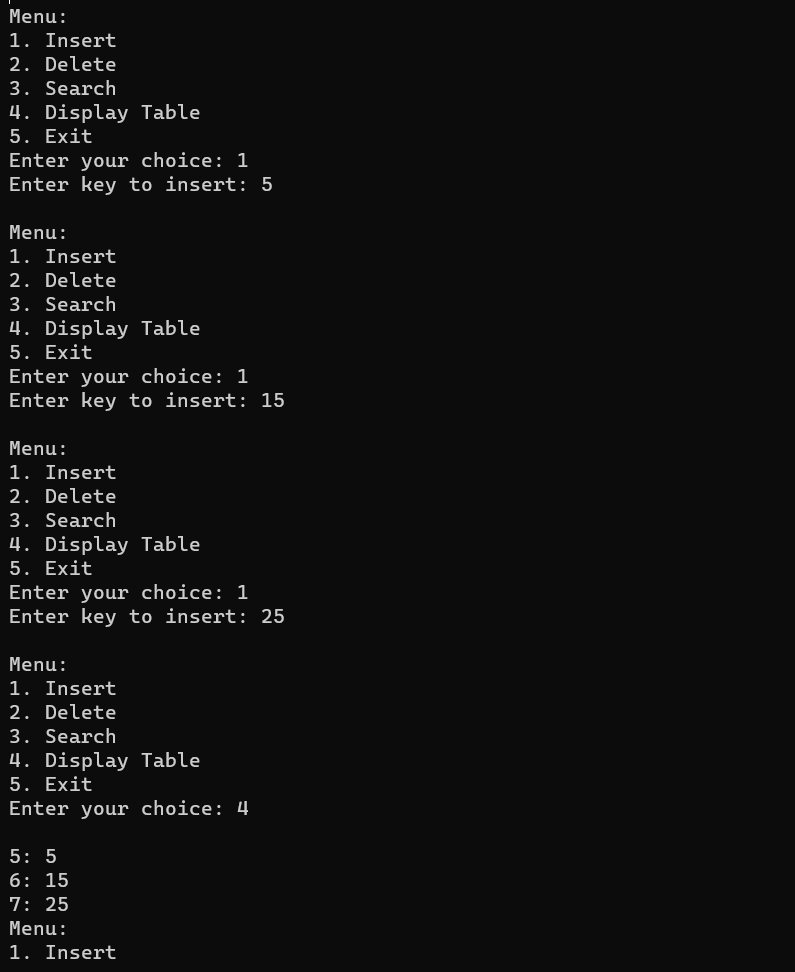 Menu:
1. Insert
2. Delete
3. Search
4. Display Table
5. Exit
Enter your choice: 1
Enter key to insert: 5

Menu:
1. Insert
2. Delete
3. Search
4. Display Table
5. Exit
Enter your choice: 1
Enter key to insert: 15

Menu:
1. Insert
2. Delete
3. Search
4. Display Table
5. Exit
Enter your choice: 1
Enter key to insert: 25

Menu:
1. Insert
2. Delete
3. Search
4. Display Table
5. Exit
Enter your choice: 4

5: 5
6: 15
7: 25
Menu:
1. Insert